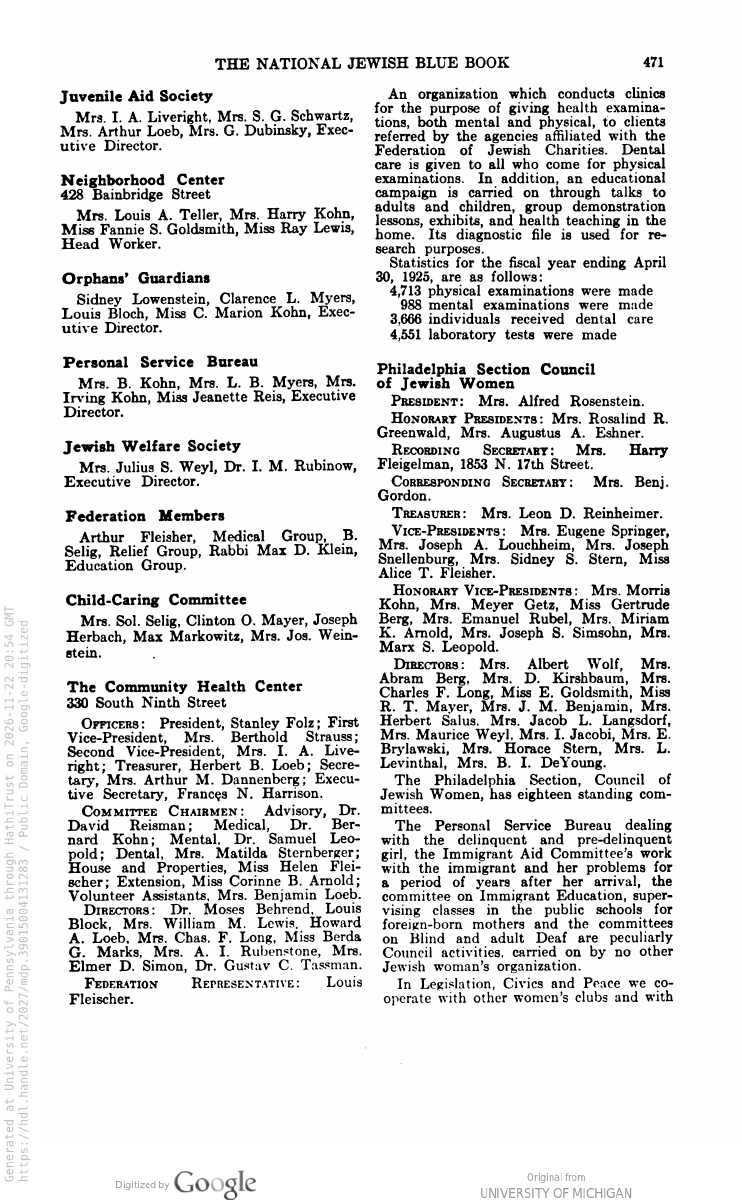 THE NATIONAL JEWISH BLUE BOOK 471
Juvenile Aid Society
Mrs. I. A. Liveright, Mrs. S. G. Schwartz,
Mrs. Arthur Loeb, Mrs. G. Dubinsky, Exec-
utive Director.
Neighborhood Center
428 Bainbridge Street
Mrs. Louis A. Teller, Mrs. Harry Kohn,
Miss Fannie S. Goldsmith, Miss Ray Lewis,
Head Worker.
Orphans' Guardians
Sidney Lowenstein, Clarence L. Myers,
Louis Bloch, Miss C. Marion Kohn, Exec-
utive Director.
Personal Service Bureau
Mrs. B. Kohn, Mrs. L. B. Myers, Mrs.
Irving Kohn, Miss Jeanette Reis, Executive
Director.
Jewish Welfare Society
Mrs. Julius S. Weyl, Dr. I. M. Rubinow,
Executive Director.
Federation Members
Arthur Fleisher, Medical Group, B.
Selig, Relief Group, Rabbi Max D. Klein,
Education Group.
Child-Caring Committee
Mrs. Sol. Selig, Clinton O. Mayer, Joseph
Herbach, Max Markowitz, Mrs. Jos. Wein-
stein.
The Community Health Center
330 South Ninth Street
OFFICERS: President, Stanley Folz; First
Vice-President, Mrs. Berthold Strauss;
Second Vice-President, Mrs. I. A. Live-
right; Treasurer, Herbert B. Loeb; Secre-
tary, Mrs. Arthur M. Dannenberg; Execu-
tive Secretary, Frances N. Harrison.
COMMITTEE CHAIRMEN: Advisory, Dr.
David Reisman; Medical, Dr. Ber-
nard Kohn; Mental, Dr. Samuel Leo-
pold; Dental, Mrs. Matilda Sternberger;
House and Properties, Miss Helen Flei-
scher; Extension, Miss Corinne B. Arnold;
Volunteer Assistants, Mrs. Benjamin Loeb.
DIRECTORS: Dr. Moses Behrend, Louis
Block, Mrs. William M. Lewis, Howard
A. Loeb, Mrs. Chas. F. Long, Miss Berda
G. Marks, Mrs. A. I. Rubenstone, Mrs.
Elmer D. Simon, Dr. Gustav C. Tassman.
FEDERATION REPRESENTATIVE: Louis
Fleischer.
An organization which conducts clinics
for the purpose of giving health examina-
tions, both mental and physical, to clients
referred by the agencies affiliated with the
Federation of Jewish Charities. Dental
care is given to all who come for physical
examinations. In addition, an educational
campaign is carried on through talks to
adults and children, group demonstration
lessons, exhibits, and health teaching in the
home. Its diagnostic file is used for re-
search purposes.
Statistics for the fiscal year ending April
30, 1925, are as follows:
4,713 physical examinations were made
988 mental examinations were made
3,666 individuals received dental care
4,551 laboratory tests were made
Philadelphia Section Council
of Jewish Women
PRESIDENT: Mrs. Alfred Rosenstein.
HONORARY PRESIDENTS: Mrs. Rosalind R.
Greenwald, Mrs. Augustus A. Eshner.
RECORDING SECRETARY: Mrs. Harry
Fleigelman, 1853 N. 17th Street.
CORRESPONDING SECRETARY: Mrs. Benj.
Gordon.
TREASURER: Mrs. Leon D. Reinheimer.
VICE-PRESIDENTS: Mrs. Eugene Springer,
Mrs. Joseph A. Louchheim, Mrs. Joseph
Snellenburg, Mrs. Sidney S. Stern, Miss
Alice T. Fleisher.
HONORARY VICE-PRESIDENTS: Mrs. Morris
Kohn, Mrs. Meyer Getz, Miss Gertrude
Berg, Mrs. Emanuel Rubel, Mrs. Miriam
K. Arnold, Mrs. Joseph S. Simsohn, Mrs.
Marx S. Leopold.
DIRECTORS: Mrs. Albert Wolf, Mrs.
Abram Berg, Mrs. D. Kirshbaum, Mrs.
Charles F. Long, Miss E. Goldsmith, Miss
R. T. Mayer, Mrs. J. M. Benjamin, Mrs.
Herbert Salus, Mrs. Jacob L. Langsdorf,
Mrs. Maurice Weyl, Mrs. I. Jacobi, Mrs. E.
Brylawski, Mrs. Horace Stern, Mrs. L.
Levinthal, Mrs. B. I. DeYoung.
The Philadelphia Section, Council of
Jewish Women, has eighteen standing com-
mittees.
The Personal Service Bureau dealing
with the delinquent and pre-delinquent
girl, the Immigrant Aid Committee's work
with the immigrant and her problems for
a period of years after her arrival, the
committee on Immigrant Education, super-
vising classes in the public schools for
foreign-born mothers and the committees
on Blind and adult Deaf are peculiarly
Council activities, carried on by no other
Jewish woman's organization.
In Legislation, Civics and Peace we co-
operate with other women's clubs and with
Generated at University of Pennsylvania through HathiTrust on 2026-11-22 20:54 GMT
https://hdl.handle.net/2027/mdp.39015004131283 / Public Domain, Google-digitized
Digitized by Google
Original from
UNIVERSITY OF MICHIGAN